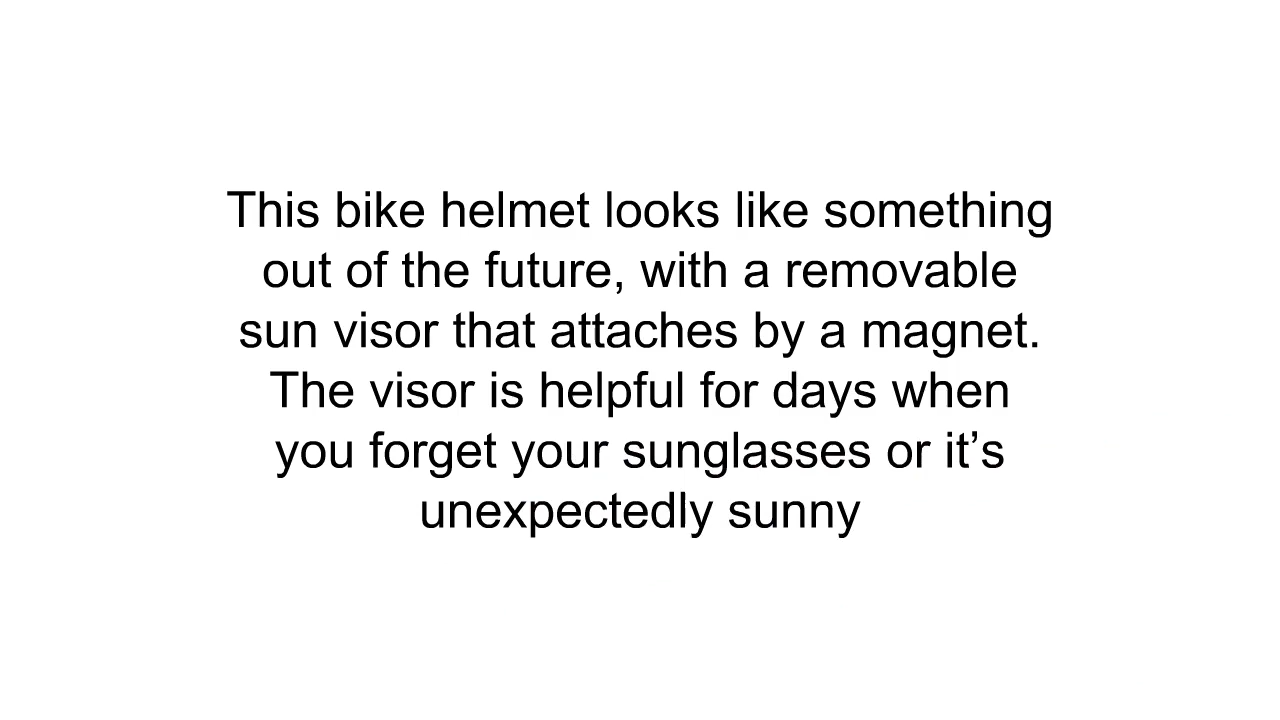 This bike helmet looks like something
out of the future, with a removable
sun visor that attaches by a magnet.
The visor is helpful for days when
you forget your sunglasses or it’s
unexpectedly sunny